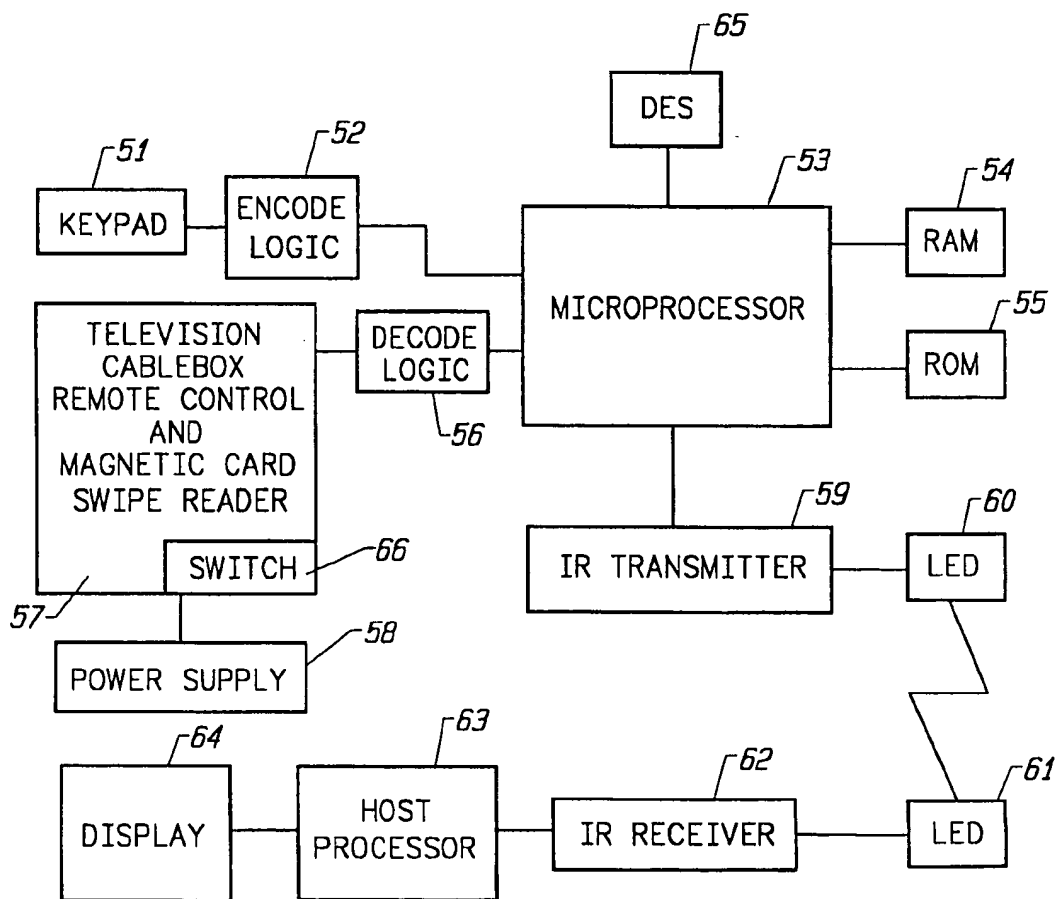 65
DES
51
KEYPAD
52
ENCODE
LOGIC
53
MICROPROCESSOR
54
RAM
55
ROM
TELEVISION
CABLEBOX
REMOTE CONTROL
AND
MAGNETIC CARD
SWIPE READER
DECODE
LOGIC
56
SWITCH
66
57
58
POWER SUPPLY
59
IR TRANSMITTER
60
LED
64
DISPLAY
63
HOST
PROCESSOR
62
IR RECEIVER
61
LED